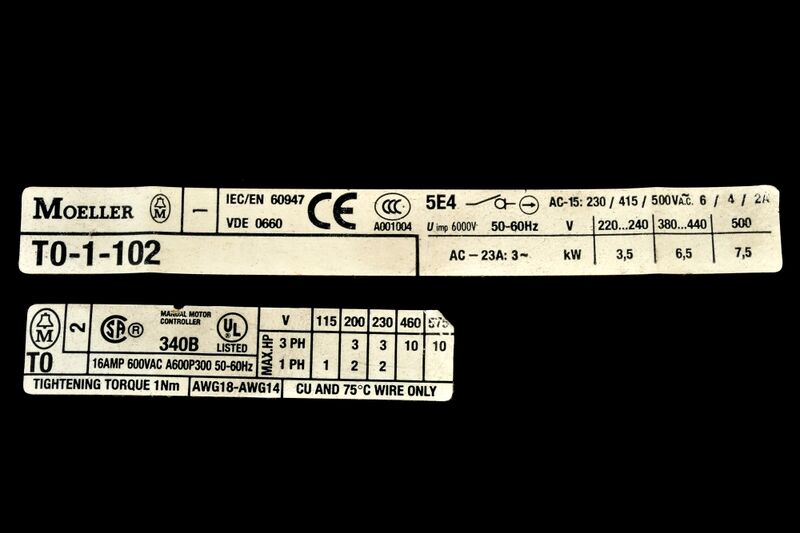 MOELLER M I IEC/EN 60947 CE CCC 5E4 AC-15: 230 / 415 / 500VA.C. 6 / 4 / 2A
VDE 0660 A001004 U imp 6000V 50-60Hz V 220...240 380...440 500
T0-1-102 AC – 23A: 3~ kW 3,5 6,5 7,5
M 2 SA ® MANUAL MOTOR
CONTROLLER
340B UL
LISTED
V 115 200 230 460 575
MAX.HP 3 PH 3 3 10 10
1 PH 1 2 2
T0 16AMP 600VAC A600P300 50-60Hz
TIGHTENING TORQUE 1Nm AWG18-AWG14 CU AND 75°C WIRE ONLY